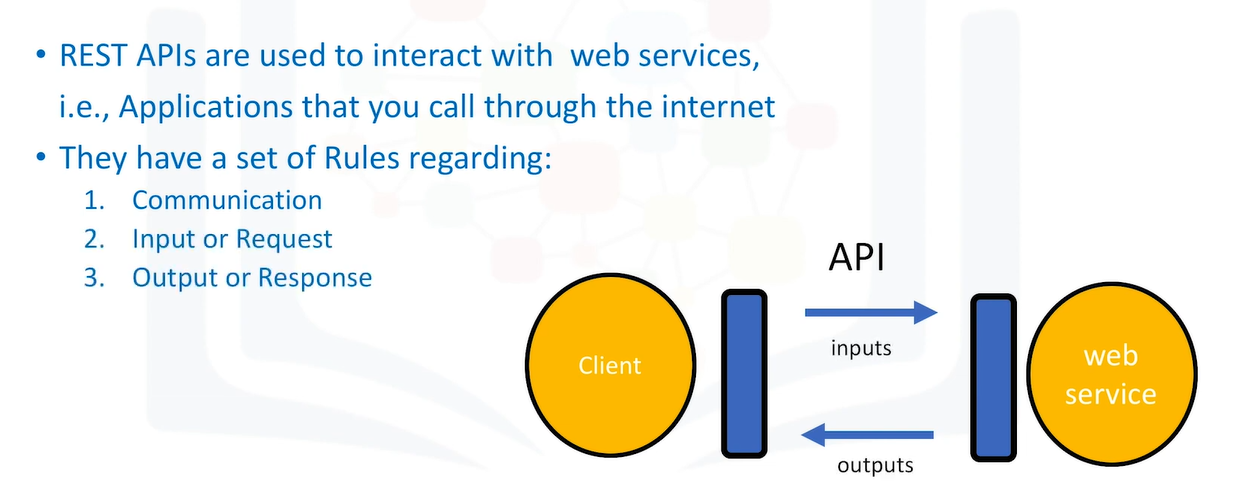 • REST APIs are used to interact with web services,
i.e., Applications that you call through the internet
• They have a set of Rules regarding:
1. Communication
2. Input or Request
3. Output or Response
API
Client
inputs
web
service
outputs